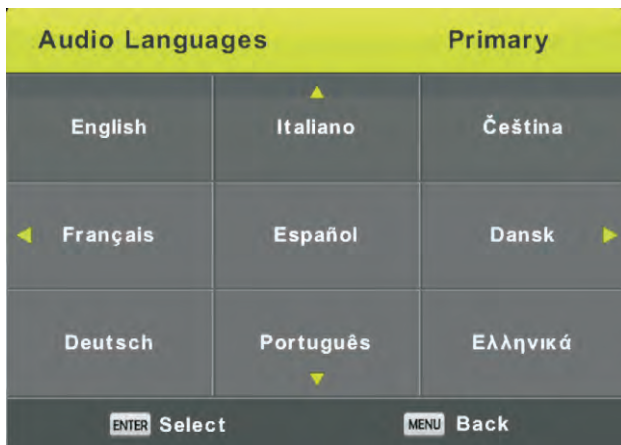 Audio Languages Primary
English Italiano Čeština
Français Español Dansk
Deutsch Português Ελληνικά
ENTER Select MENU Back